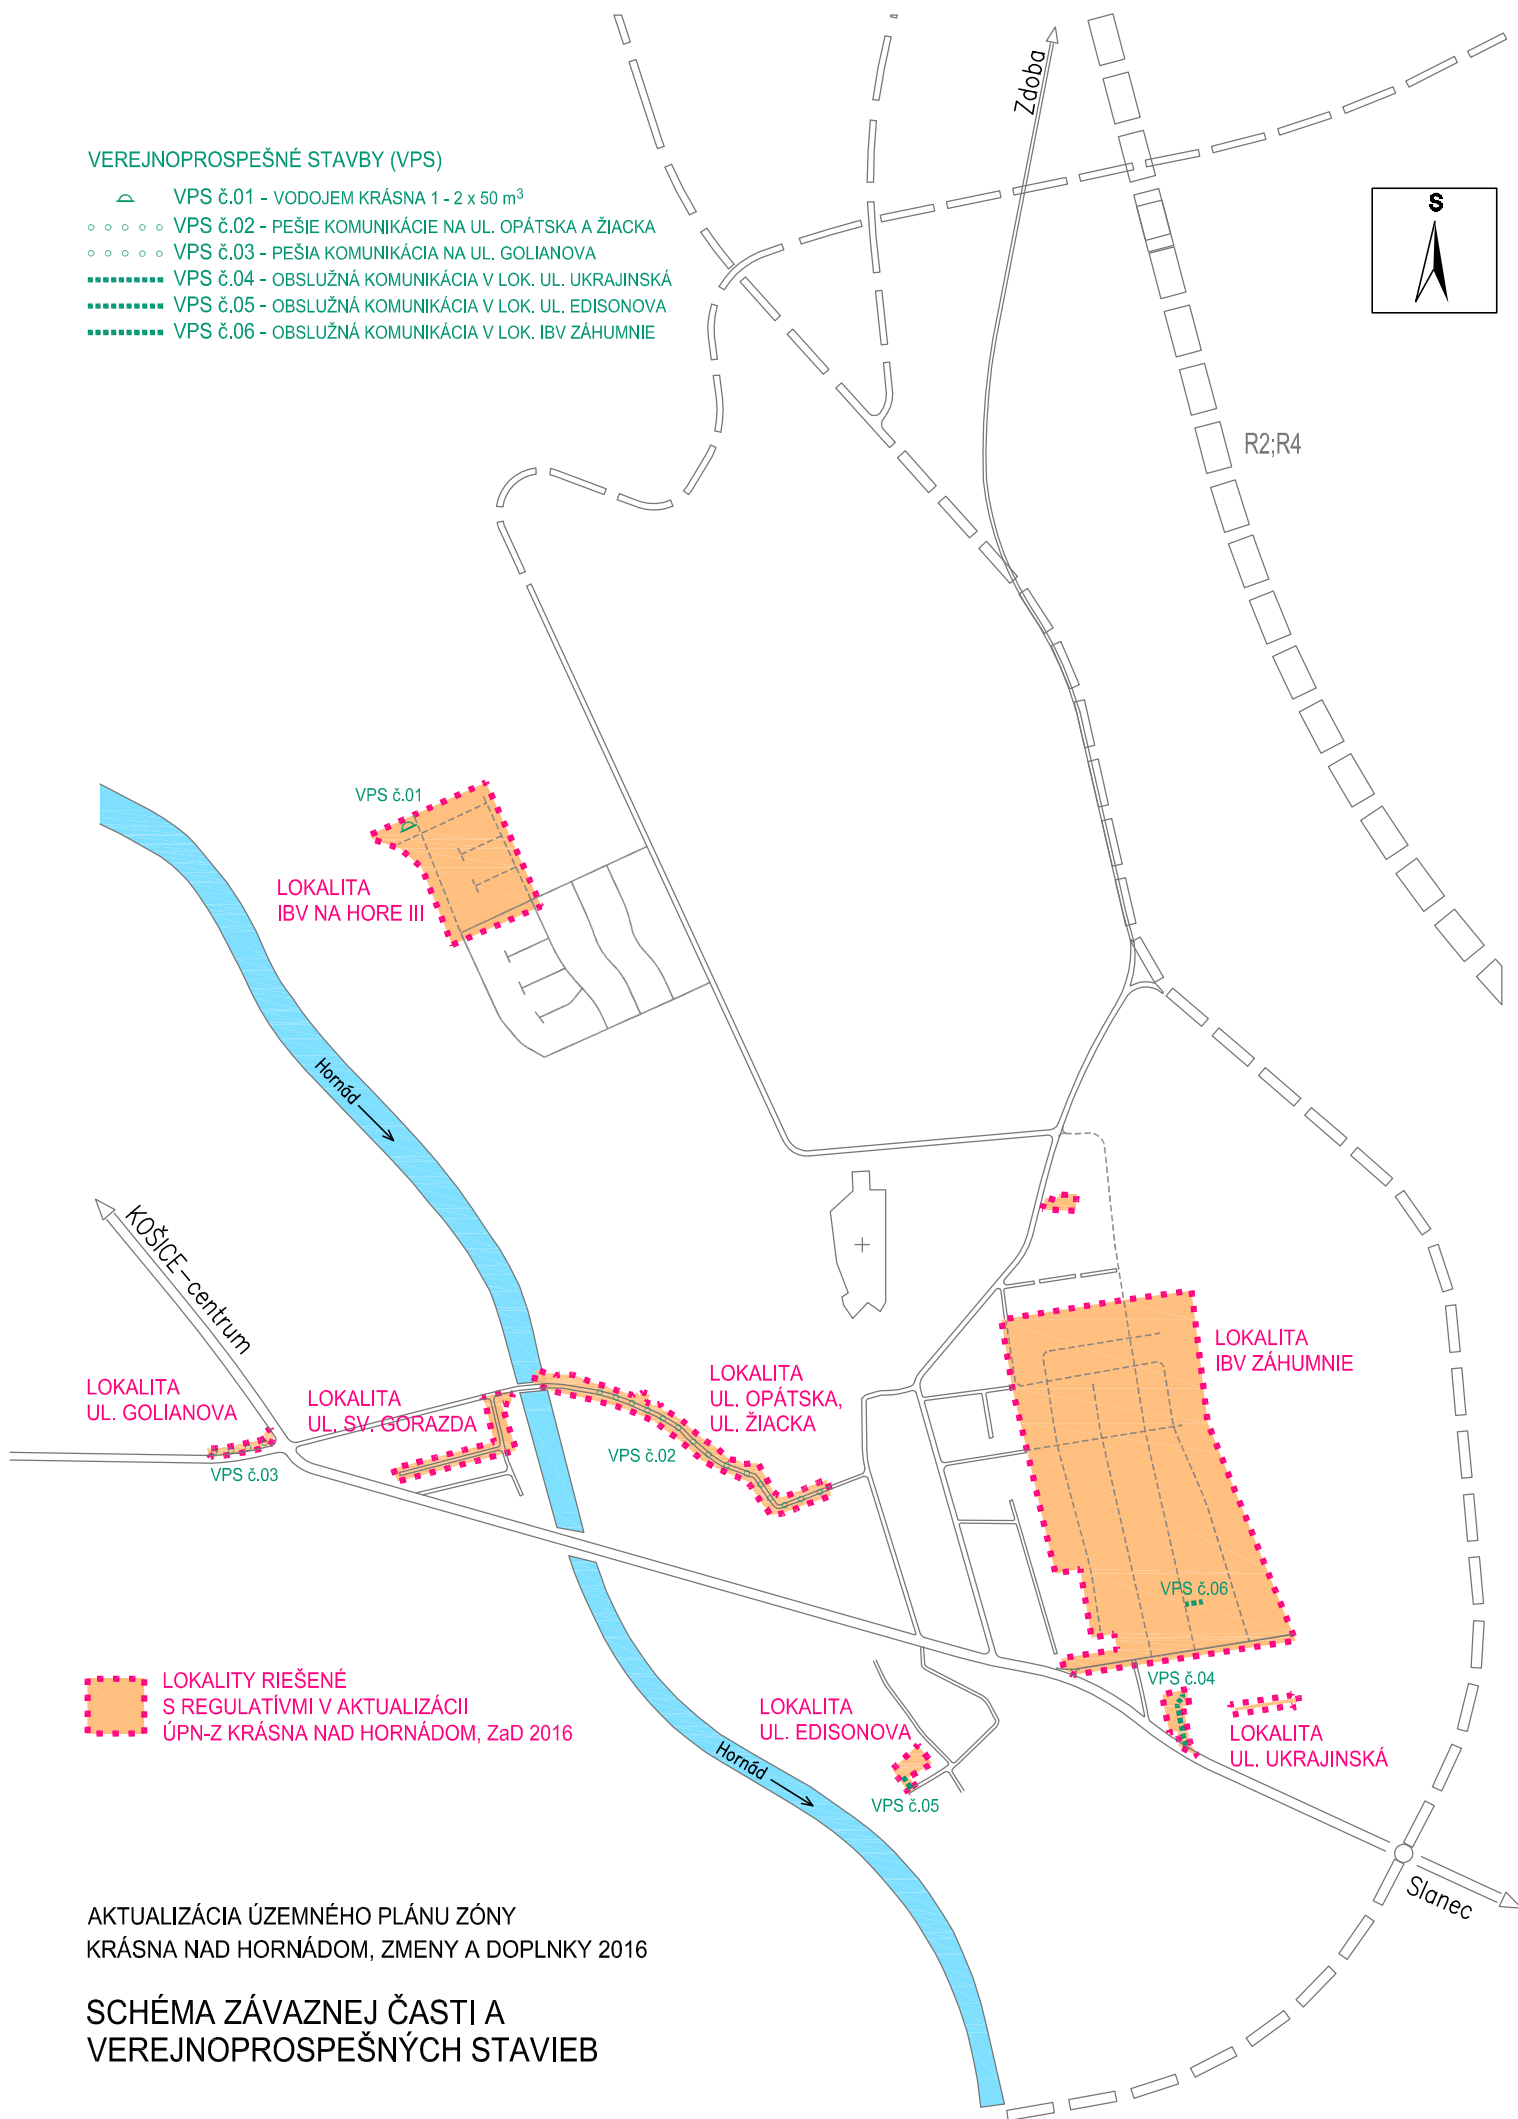 VEREJNOPROSPEŠNÉ STAVBY (VPS)
VPS č.01 - VODOJEM KRÁSNA 1 - 2 x 50 m³
VPS č.02 - PEŠIE KOMUNIKÁCIE NA UL. OPÁTSKA A ŽIACKA
VPS č.03 - PEŠIA KOMUNIKÁCIA NA UL. GOLIANOVA
VPS č.04 - OBSLUŽNÁ KOMUNIKÁCIA V LOK. UL. UKRAJINSKÁ
VPS č.05 - OBSLUŽNÁ KOMUNIKÁCIA V LOK. UL. EDISONOVA
VPS č.06 - OBSLUŽNÁ KOMUNIKÁCIA V LOK. IBV ZÁHUMNIE
Zdoba
S
R2;R4
VPS č.01
LOKALITA
IBV NA HORE III
Hornád
KOŠICE-centrum
LOKALITA
UL. GOLIANOVA
VPS č.03
LOKALITA
UL. SV. GORAZDA
LOKALITA
UL. OPÁTSKA,
UL. ŽIACKA
VPS č.02
LOKALITA
IBV ZÁHUMNIE
VPS č.06
VPS č.04
LOKALITA
UL. UKRAJINSKÁ
LOKALITA
UL. EDISONOVA
VPS č.05
Hornád
Slanec
LOKALITY RIEŠENÉ
S REGULATÍVMI V AKTUALIZÁCII
ÚPN-Z KRÁSNA NAD HORNÁDOM, ZaD 2016
AKTUALIZÁCIA ÚZEMNÉHO PLÁNU ZÓNY
KRÁSNA NAD HORNÁDOM, ZMENY A DOPLNKY 2016
SCHÉMA ZÁVAZNEJ ČASTI A
VEREJNOPROSPEŠNÝCH STAVIEB